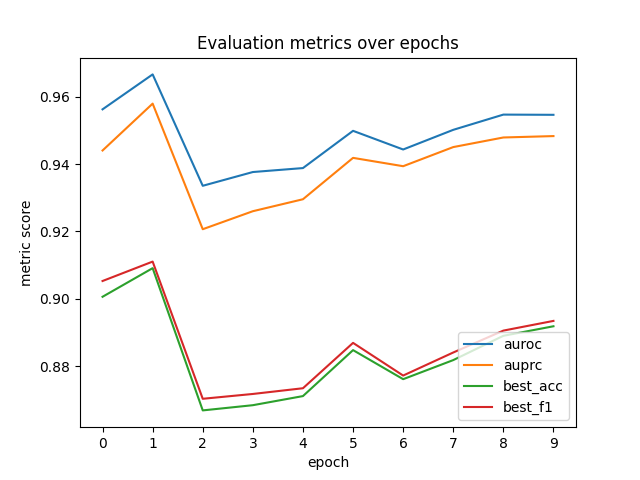 Evaluation metrics over epochs
metric score
0.96
0.94
0.92
0.90
0.88
auroc
auprc
best_acc
best_f1
0 1 2 3 4 5 6 7 8 9
epoch